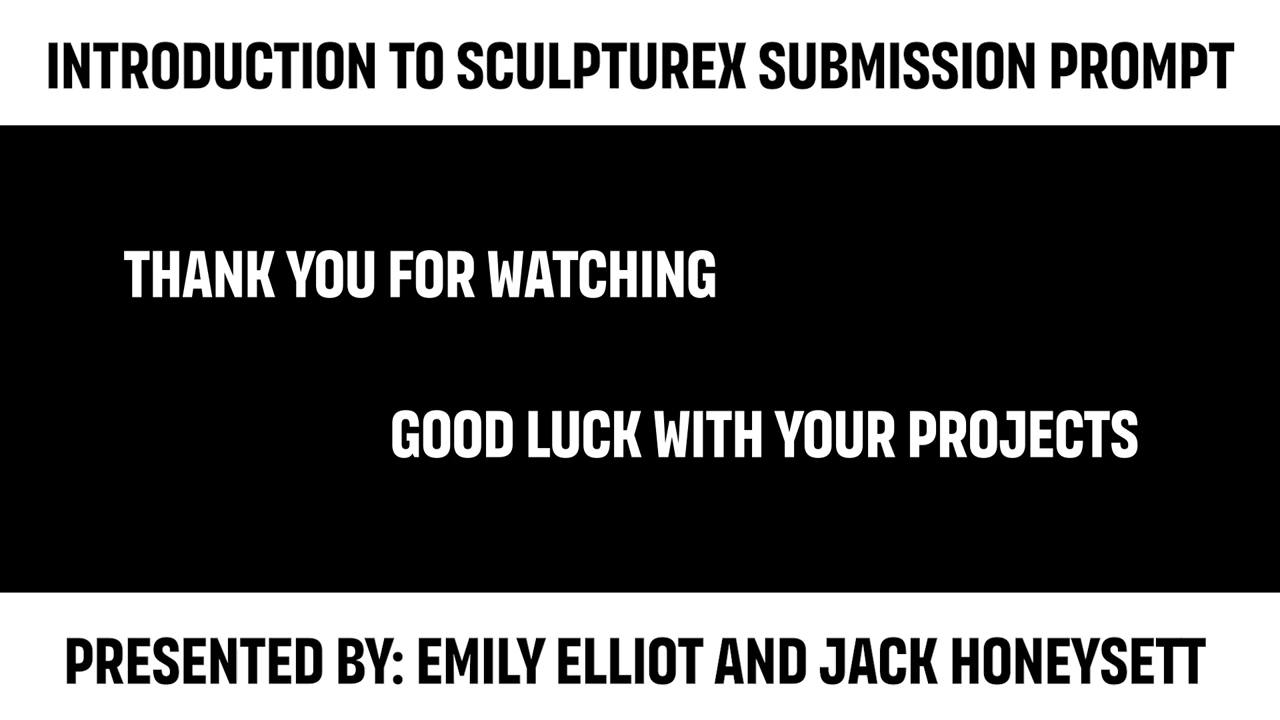 INTRODUCTION TO SCULPTUREX SUBMISSION PROMPT
THANK YOU FOR WATCHING
GOOD LUCK WITH YOUR PROJECTS
PRESENTED BY: EMILY ELLIOT AND JACK HONEYSETT